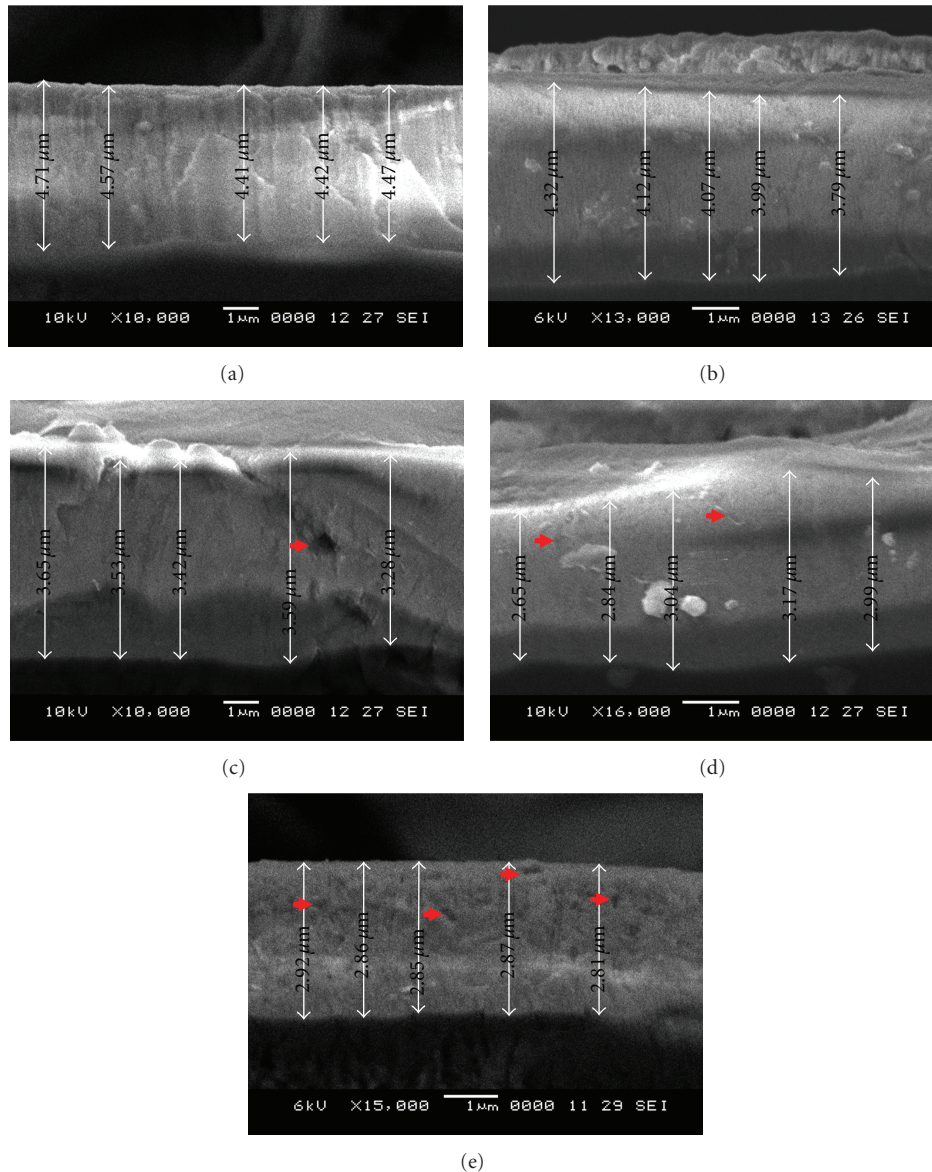 4.71 μm
4.57 μm
4.41 μm
4.42 μm
4.47 μm
10kV X10,000 1μm 0000 12 27 SEI
(a)
4.32 μm
4.12 μm
4.07 μm
3.99 μm
3.79 μm
6kV X13,000 1μm 0000 13 26 SEI
(b)
3.65 μm
3.53 μm
3.42 μm
3.59 μm
3.28 μm
10kV X10,000 1μm 0000 12 27 SEI
(c)
2.65 μm
2.84 μm
3.04 μm
3.17 μm
2.99 μm
10kV X16,000 1μm 0000 12 27 SEI
(d)
2.92 μm
2.86 μm
2.85 μm
2.87 μm
2.81 μm
6kV X15,000 1μm 0000 11 29 SEI
(e)